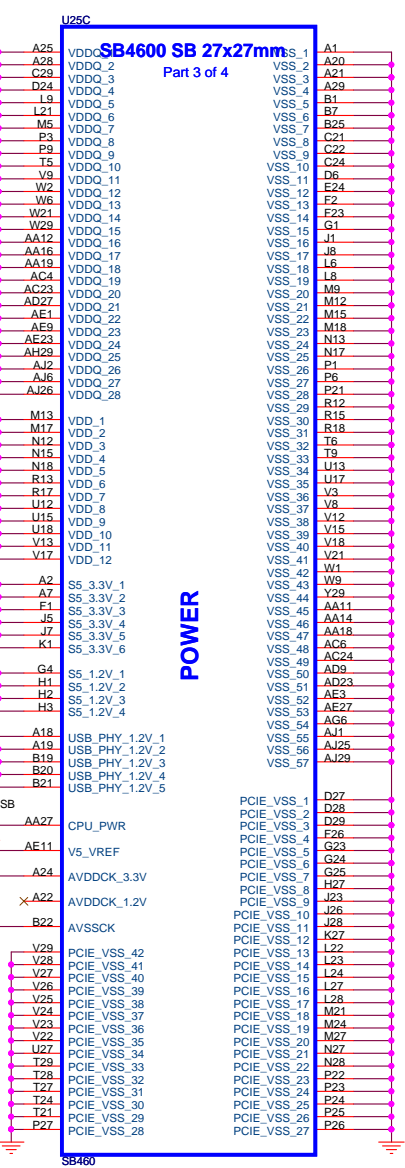 U25C
SB4600 SB 27x27mm
Part 3 of 4
A25 VDDQ_1
A28 VDDQ_2
C29 VDDQ_3
D24 VDDQ_4
L9 VDDQ_5
L21 VDDQ_6
M5 VDDQ_7
P3 VDDQ_8
P9 VDDQ_9
T5 VDDQ_10
V9 VDDQ_11
W2 VDDQ_12
W6 VDDQ_13
W21 VDDQ_14
W29 VDDQ_15
AA12 VDDQ_16
AA16 VDDQ_17
AA19 VDDQ_18
AC4 VDDQ_19
AC23 VDDQ_20
AD27 VDDQ_21
AE1 VDDQ_22
AE9 VDDQ_23
AE23 VDDQ_24
AH29 VDDQ_25
AJ2 VDDQ_26
AJ6 VDDQ_27
AJ26 VDDQ_28
M13 VDD_1
M17 VDD_2
N12 VDD_3
N15 VDD_4
N18 VDD_5
R13 VDD_6
R17 VDD_7
U12 VDD_8
U15 VDD_9
U18 VDD_10
V13 VDD_11
V17 VDD_12
A2 S5_3.3V_1
A7 S5_3.3V_2
F1 S5_3.3V_3
J5 S5_3.3V_4
J7 S5_3.3V_5
K1 S5_3.3V_6
G4 S5_1.2V_1
H1 S5_1.2V_2
H2 S5_1.2V_3
H3 S5_1.2V_4
A18 USB_PHY_1.2V_1
A19 USB_PHY_1.2V_2
B19 USB_PHY_1.2V_3
B20 USB_PHY_1.2V_4
B21 USB_PHY_1.2V_5
SB
AA27 CPU_PWR
AE11 V5_VREF
A24 AVDDCK_3.3V
A22 AVDDCK_1.2V
B22 AVSSCK
V29 PCIE_VSS_42
V28 PCIE_VSS_41
V27 PCIE_VSS_40
V26 PCIE_VSS_39
V25 PCIE_VSS_38
V24 PCIE_VSS_37
V23 PCIE_VSS_36
V22 PCIE_VSS_35
U27 PCIE_VSS_34
T29 PCIE_VSS_33
T28 PCIE_VSS_32
T27 PCIE_VSS_31
T24 PCIE_VSS_30
T21 PCIE_VSS_29
P27 PCIE_VSS_28
POWER
VSS_1 A1
VSS_2 A20
VSS_3 A21
VSS_4 A29
VSS_5 B1
VSS_6 B7
VSS_7 B25
VSS_8 C21
VSS_9 C22
VSS_10 C24
VSS_11 D6
VSS_12 E24
VSS_13 F2
VSS_14 F23
VSS_15 G1
VSS_16 J1
VSS_17 J8
VSS_18 L6
VSS_19 L8
VSS_20 M9
VSS_21 M12
VSS_22 M15
VSS_23 M18
VSS_24 N13
VSS_25 N17
VSS_26 P1
VSS_27 P6
VSS_28 P21
VSS_29 R12
VSS_30 R15
VSS_31 R18
VSS_32 T6
VSS_33 T9
VSS_34 U13
VSS_35 U17
VSS_36 V3
VSS_37 V8
VSS_38 V12
VSS_39 V15
VSS_40 V18
VSS_41 V21
VSS_42 W1
VSS_43 W9
VSS_44 Y29
VSS_45 AA11
VSS_46 AA14
VSS_47 AA18
VSS_48 AC6
VSS_49 AC24
VSS_50 AD9
VSS_51 AD23
VSS_52 AE3
VSS_53 AE27
VSS_54 AG6
VSS_55 AJ1
VSS_56 AJ25
VSS_57 AJ29
PCIE_VSS_1 D27
PCIE_VSS_2 D28
PCIE_VSS_3 D29
PCIE_VSS_4 F26
PCIE_VSS_5 G23
PCIE_VSS_6 G24
PCIE_VSS_7 G25
PCIE_VSS_8 H27
PCIE_VSS_9 J23
PCIE_VSS_10 J26
PCIE_VSS_11 J28
PCIE_VSS_12 K27
PCIE_VSS_13 L22
PCIE_VSS_14 L23
PCIE_VSS_15 L24
PCIE_VSS_16 L27
PCIE_VSS_17 L28
PCIE_VSS_18 M21
PCIE_VSS_19 M24
PCIE_VSS_20 M27
PCIE_VSS_21 N27
PCIE_VSS_22 N28
PCIE_VSS_23 P22
PCIE_VSS_24 P23
PCIE_VSS_25 P24
PCIE_VSS_26 P25
PCIE_VSS_27 P26
SB460